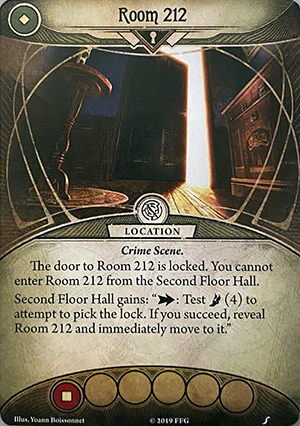 Room 212
LOCATION
Crime Scene.
The door to Room 212 is locked. You cannot
enter Room 212 from the Second Floor Hall.
Second Floor Hall gains: “: Test (4) to
attempt to pick the lock. If you succeed, reveal
Room 212 and immediately move to it.”
Illus. Yoann Boissonnet © 2019 FFG